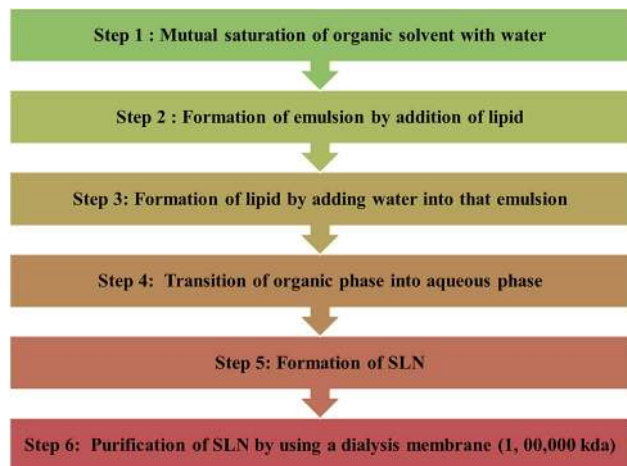 Step 1 : Mutual saturation of organic solvent with water
Step 2 : Formation of emulsion by addition of lipid
Step 3: Formation of lipid by adding water into that emulsion
Step 4: Transition of organic phase into aqueous phase
Step 5: Formation of SLN
Step 6: Purification of SLN by using a dialysis membrane (1, 00,000 kda)